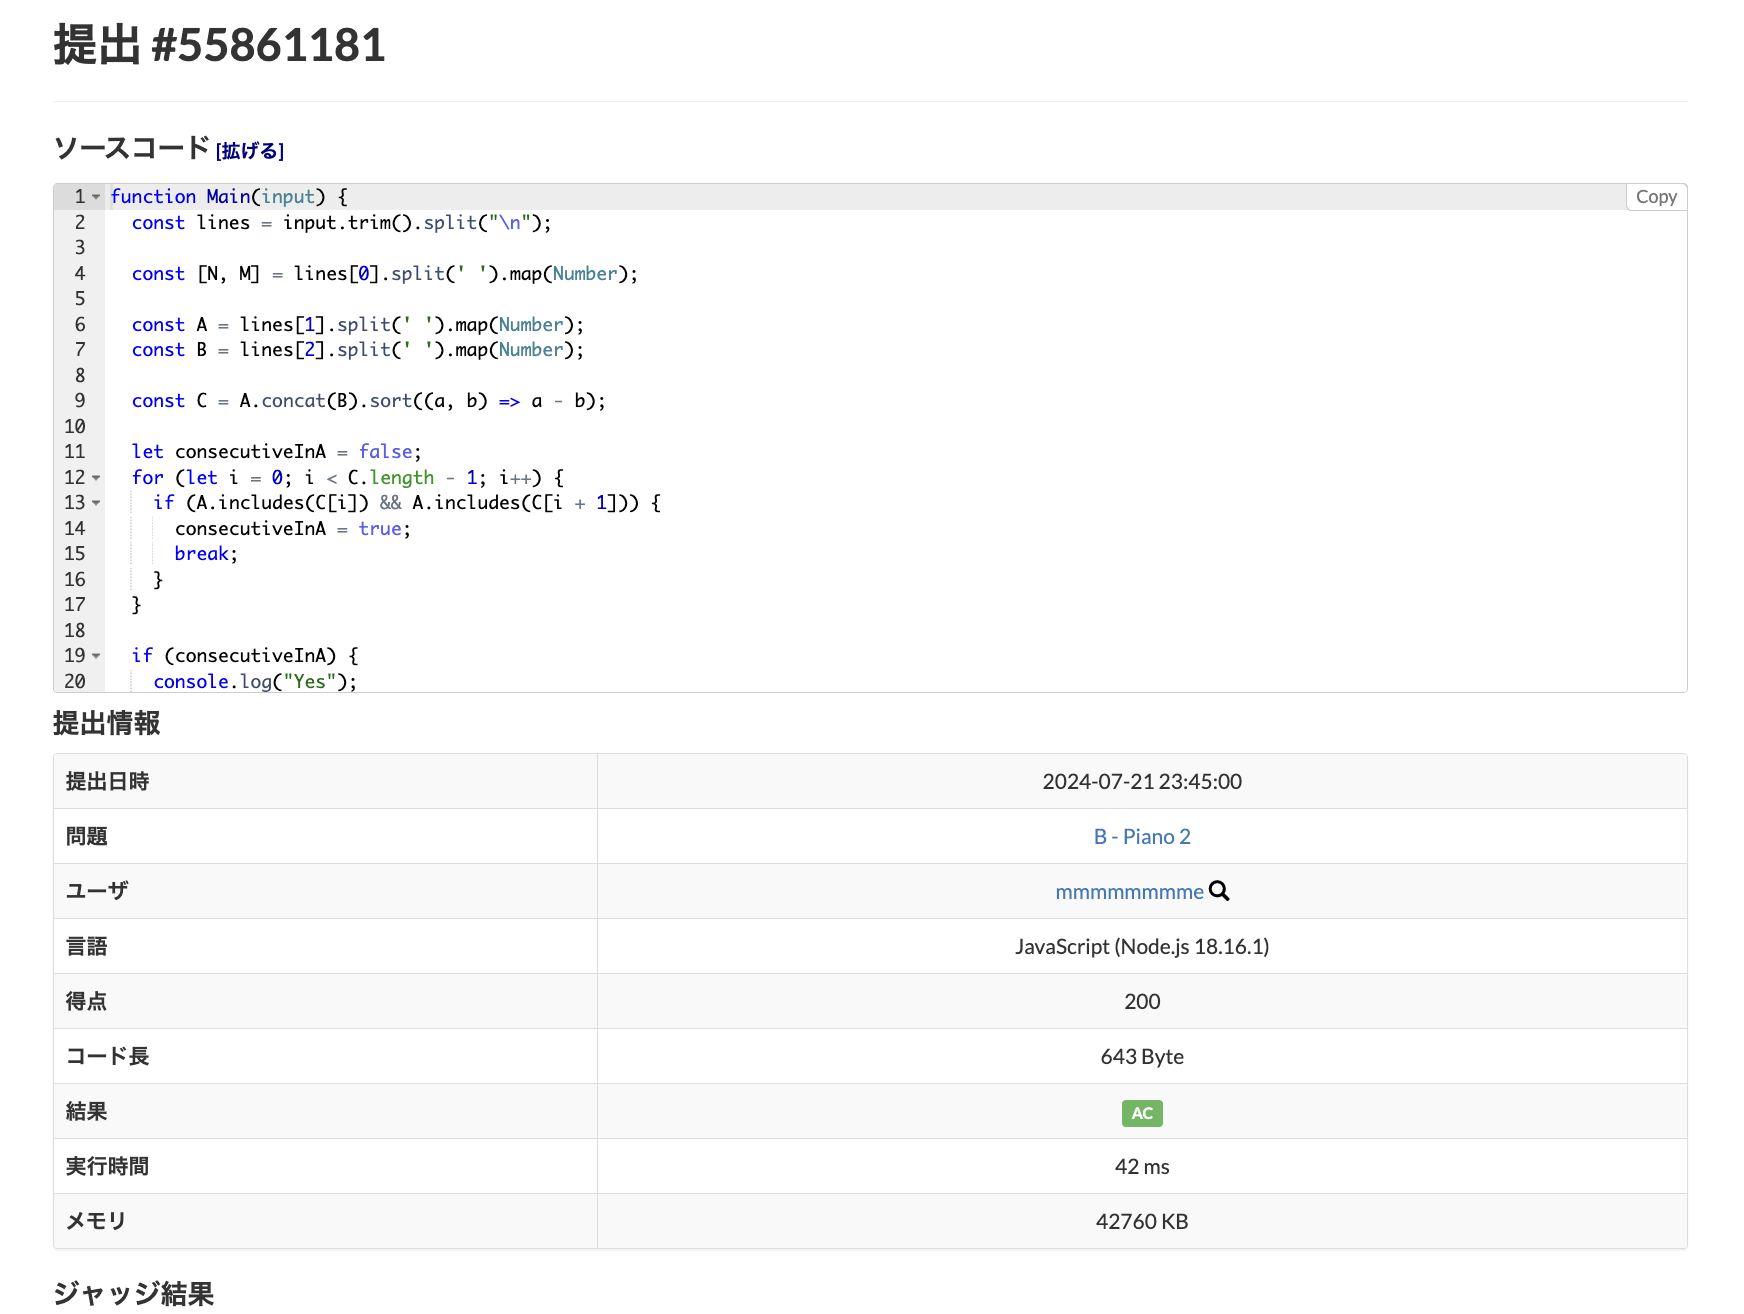 提出 #55861181
ソースコード [拡げる]
Copy
1 function Main(input) {
2   const lines = input.trim().split("\n");
3
4   const [N, M] = lines[0].split(' ').map(Number);
5
6   const A = lines[1].split(' ').map(Number);
7   const B = lines[2].split(' ').map(Number);
8
9   const C = A.concat(B).sort((a, b) => a - b);
10
11   let consecutiveInA = false;
12   for (let i = 0; i < C.length - 1; i++) {
13     if (A.includes(C[i]) && A.includes(C[i + 1])) {
14       consecutiveInA = true;
15       break;
16     }
17   }
18
19   if (consecutiveInA) {
20     console.log("Yes");
提出情報
提出日時 2024-07-21 23:45:00
問題 B - Piano 2
ユーザ mmmmmmmme
言語 JavaScript (Node.js 18.16.1)
得点 200
コード長 643 Byte
結果 AC
実行時間 42 ms
メモリ 42760 KB
ジャッジ結果